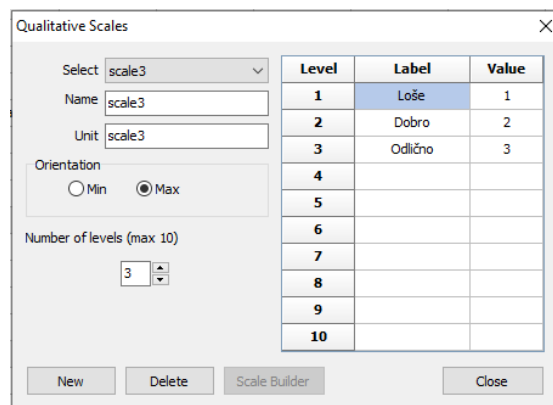 Qualitative Scales
Select scale3
Name scale3
Unit scale3
Orientation
Min Max
Number of levels (max 10)
3
Level Label Value
1 Loše 1
2 Dobro 2
3 Odlično 3
4
5
6
7
8
9
10
New Delete Scale Builder Close